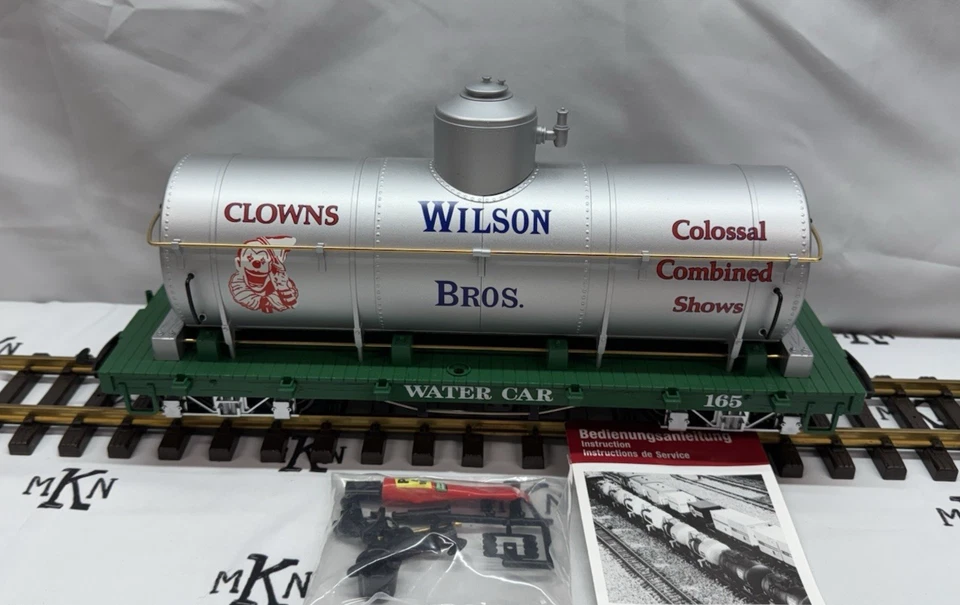 CLOWNS
WILSON
BROS.
Colossal
Combined
Shows
WATER CAR
165
Bedienungsanleitung
Instruction
Instructions de Service
MKN
MKN
MKN